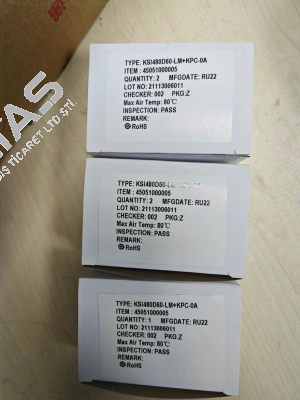 TAS
LTD STI.
TYPE: KSI480D60-LM+KPC-0A
ITEM : 45051000005
QUANTITY: 2 MFGDATE: RU22
LOT NO: 21113006011
CHECKER: 002 PKG:Z
Max Air Temp: 80℃
INSPECTION: PASS
REMARK:
RoHS
TYPE: KSI480D60-LM
ITEM : 45051000005
QUANTITY: 2 MFGDATE: RU22
LOT NO: 21113006011
CHECKER: 002 PKG:Z
Max Air Temp: 80℃
INSPECTION: PASS
REMARK:
RoHS
TYPE: KSI480D60-LM+KPC-0A
ITEM : 45051000005
QUANTITY: 1 MFGDATE: RU22
LOT NO: 21113006011
CHECKER: 002 PKG:Z
Max Air Temp: 80℃
INSPECTION: PASS
REMARK:
RoHS